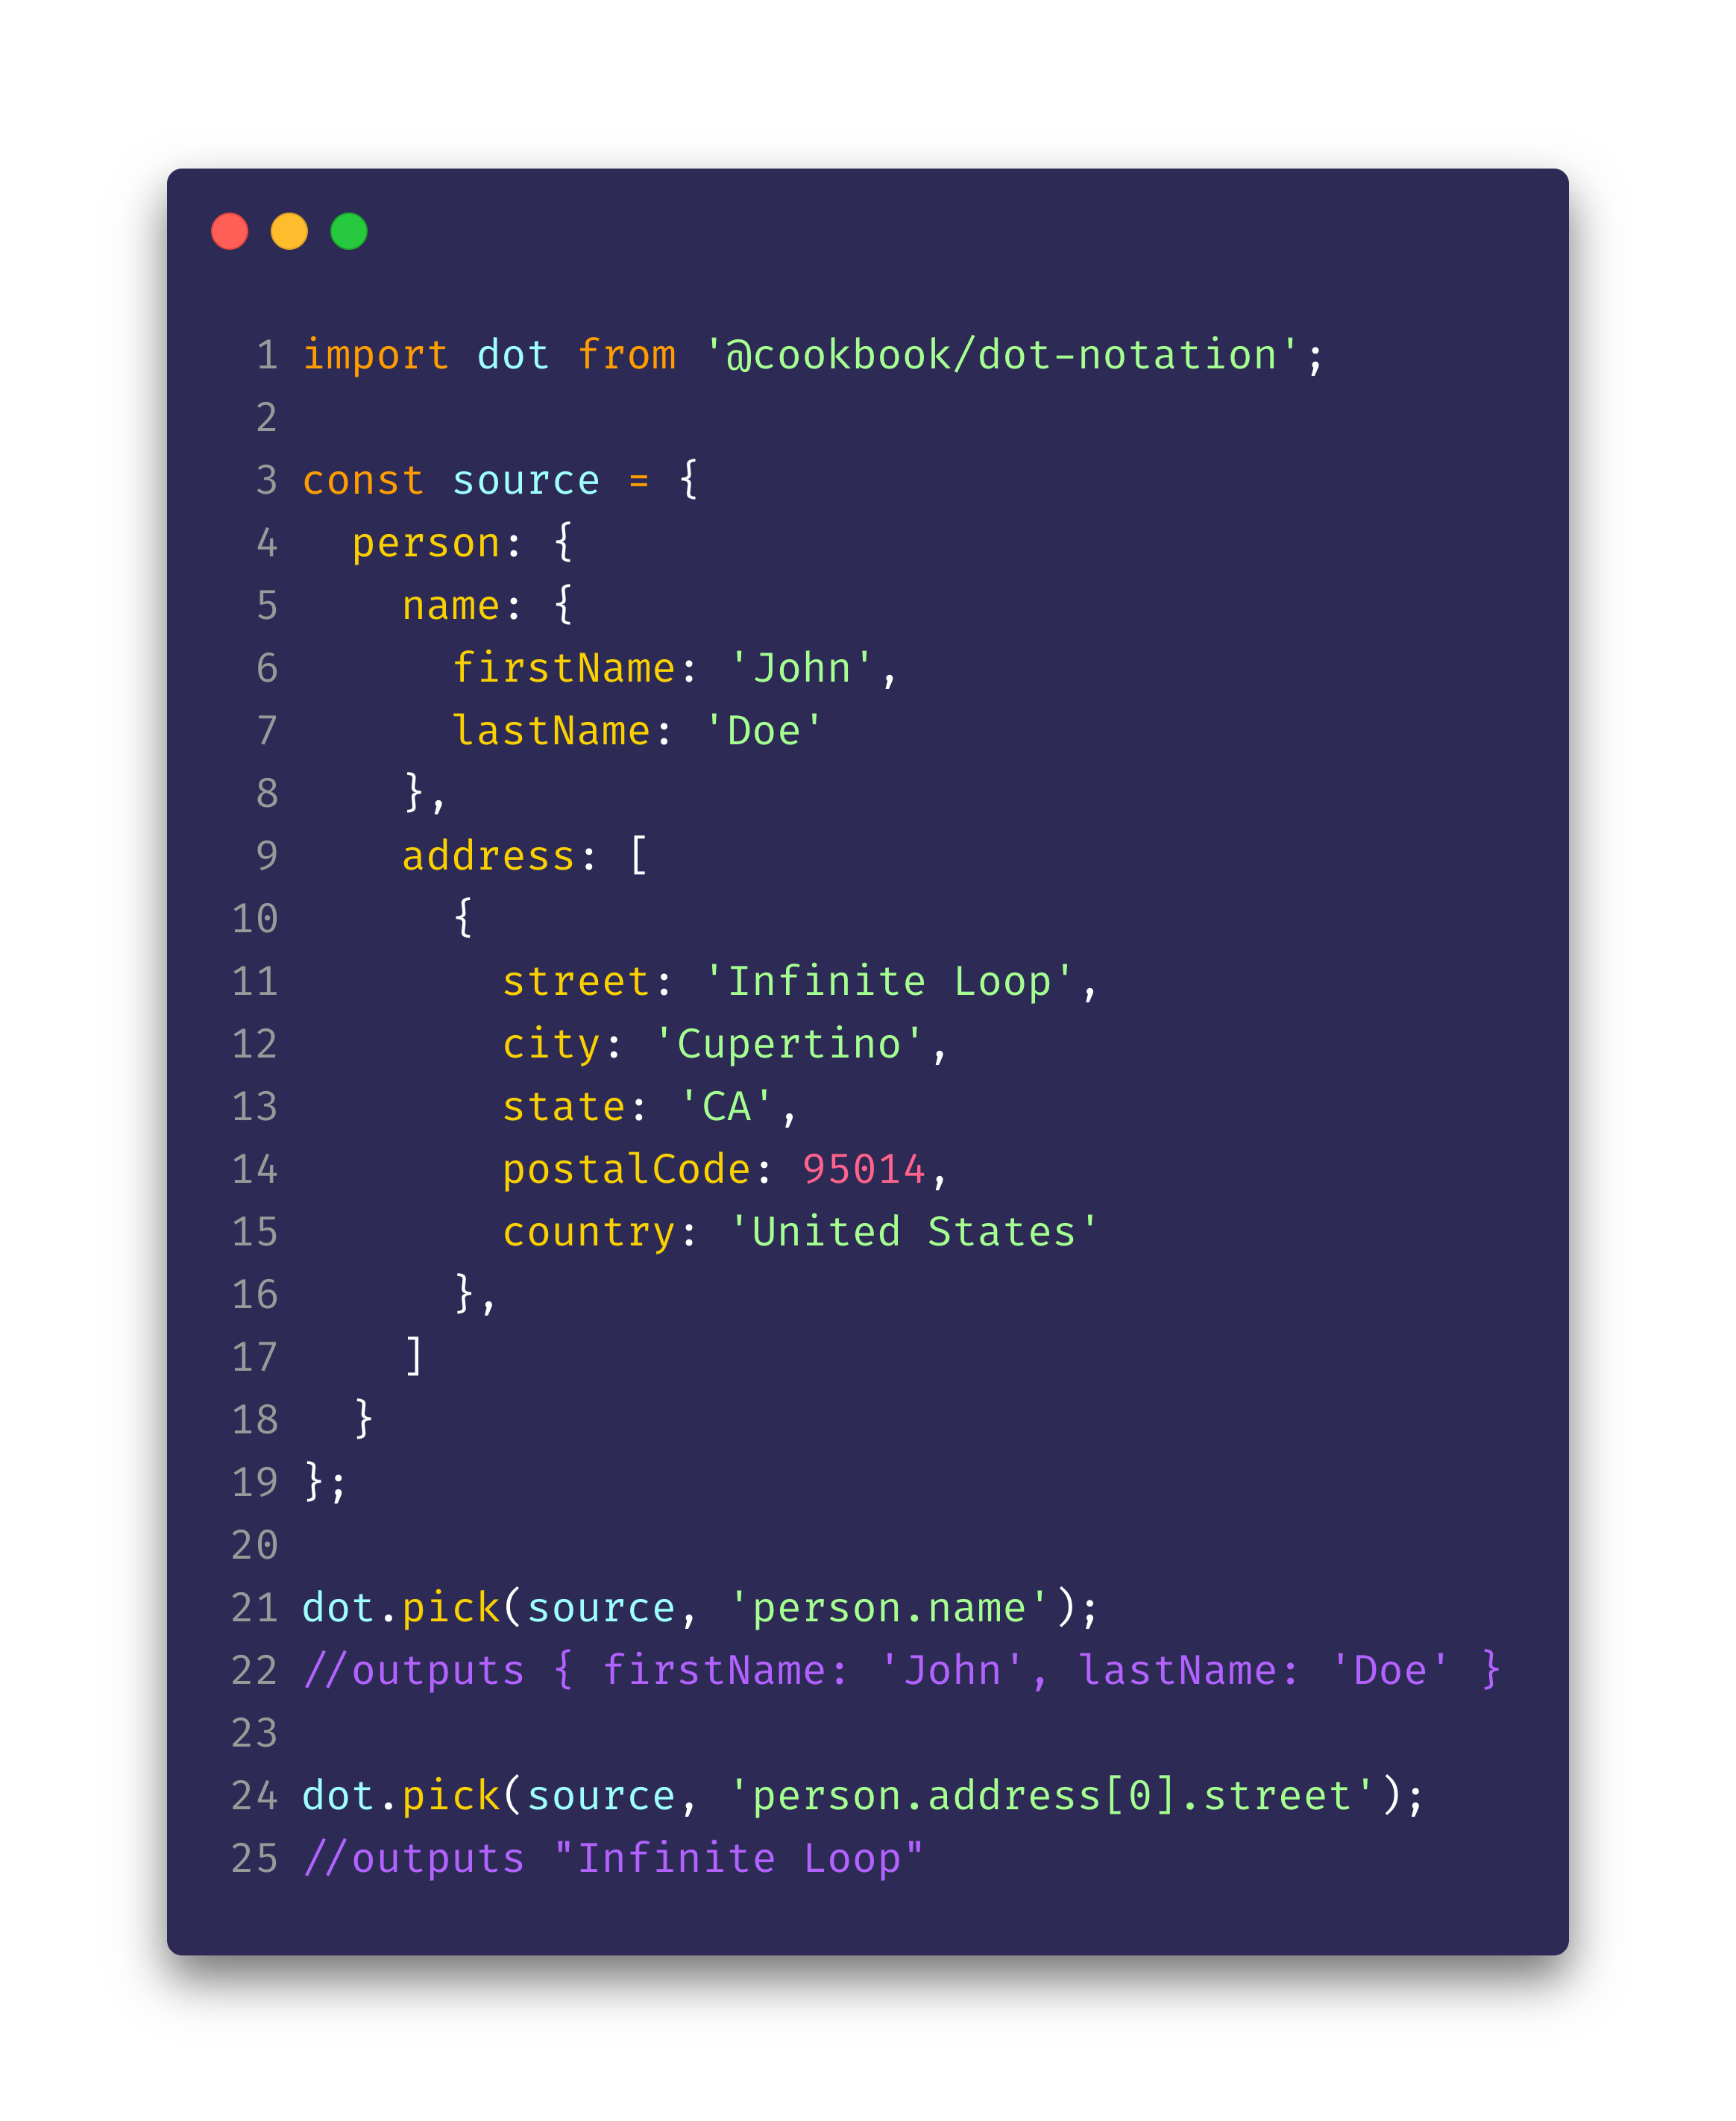 1 import dot from '@cookbook/dot-notation';
2
3 const source = {
4   person: {
5     name: {
6       firstName: 'John',
7       lastName: 'Doe'
8     },
9     address: [
10       {
11         street: 'Infinite Loop',
12         city: 'Cupertino',
13         state: 'CA',
14         postalCode: 95014,
15         country: 'United States'
16       },
17     ]
18   }
19 };
20
21 dot.pick(source, 'person.name');
22 //outputs { firstName: 'John', lastName: 'Doe' }
23
24 dot.pick(source, 'person.address[0].street');
25 //outputs "Infinite Loop"